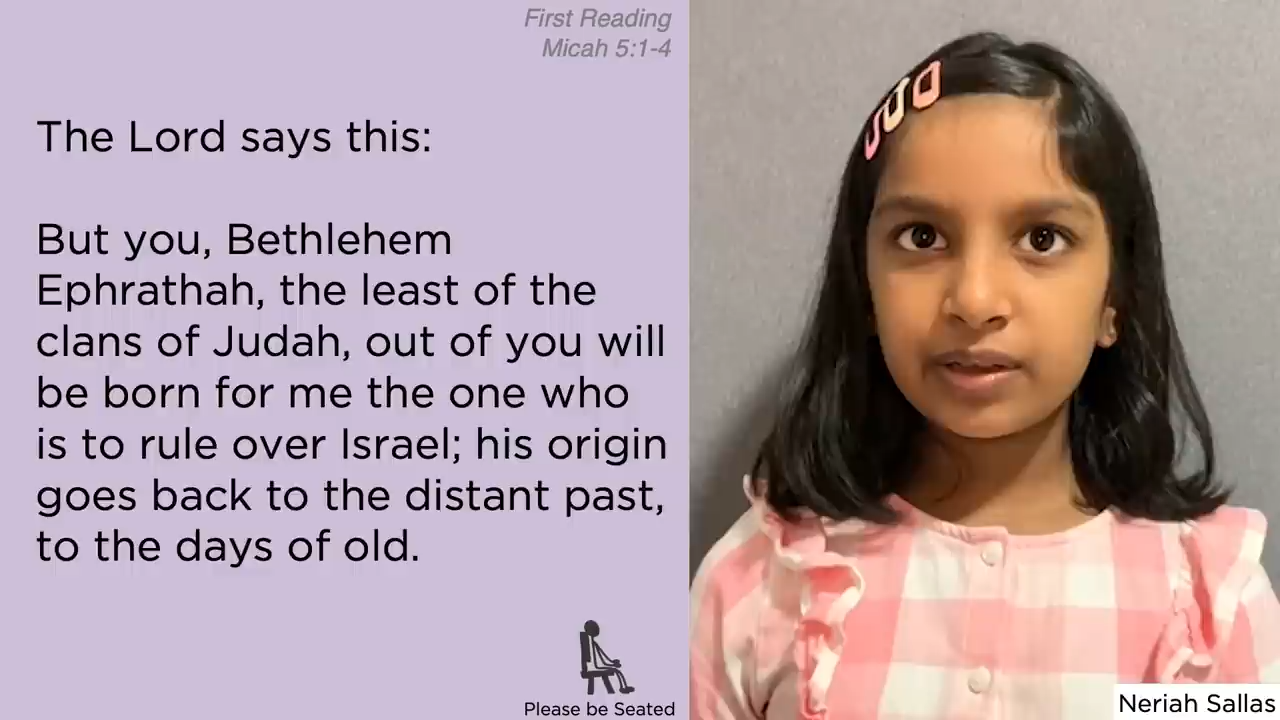 First Reading
Micah 5:1-4
The Lord says this:
But you, Bethlehem
Ephrathah, the least of the
clans of Judah, out of you will
be born for me the one who
is to rule over Israel; his origin
goes back to the distant past,
to the days of old.
Please be Seated
Neriah Sallas